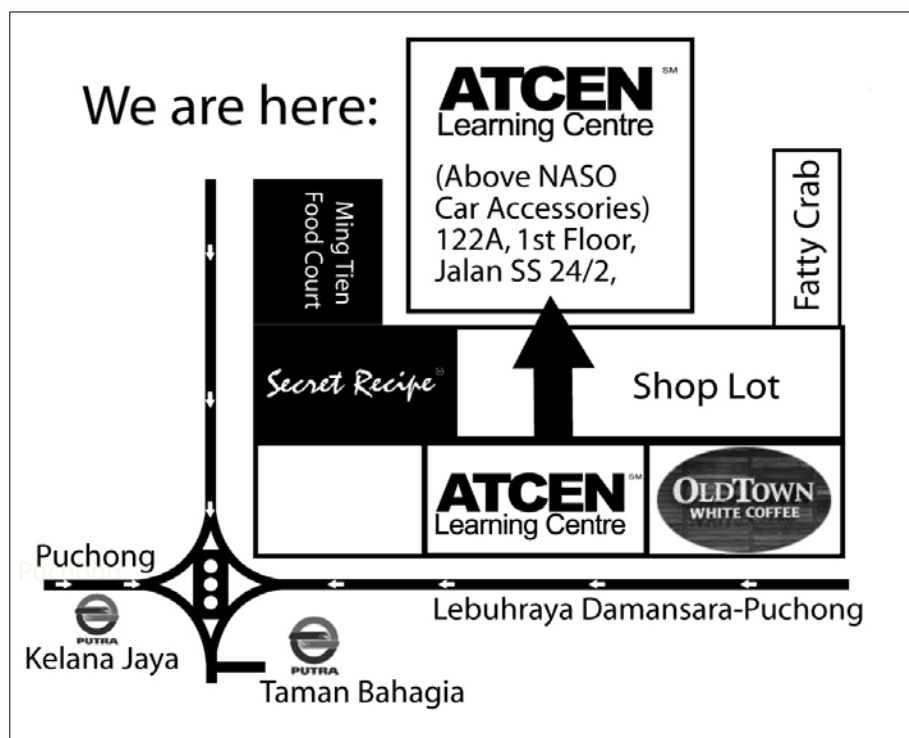 We are here:
ATCEN SM
Learning Centre
(Above NASO
Car Accessories)
122A, 1st Floor,
Jalan SS 24/2,
Ming Tien
Food Court
Fatty Crab
Secret Recipe ®
Shop Lot
ATCEN SM
Learning Centre
OLDTOWN
WHITE COFFEE
Puchong
Puchong
Lebuhraya Damansara-Puchong
PUTRA
Kelana Jaya
PUTRA
Taman Bahagia